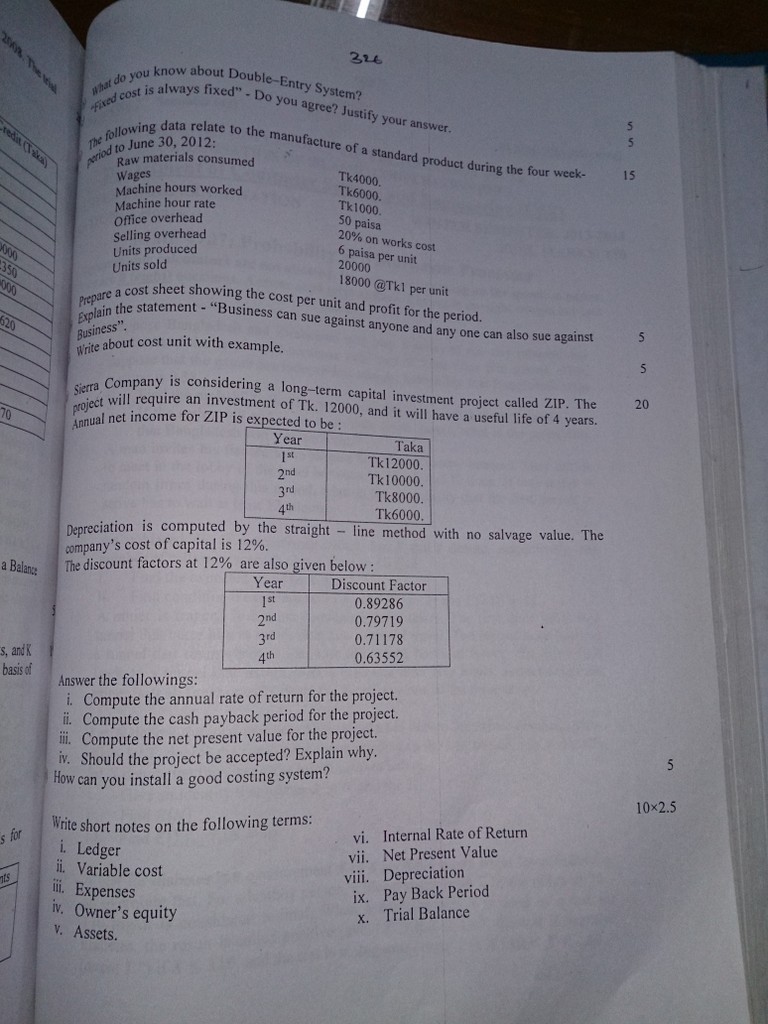 326
2008. The trial
Credit (Taka)
What do you know about Double–Entry System?
5
"Fixed cost is always fixed" - Do you agree? Justify your answer.
5
The following data relate to the manufacture of a standard product during the four week-
15
period to June 30, 2012:
Raw materials consumed Tk4000.
Wages Tk6000.
Machine hours worked Tk1000.
Machine hour rate 50 paisa
Office overhead 20% on works cost
Selling overhead 6 paisa per unit
Units produced 20000
Units sold 18000 @Tk1 per unit
Prepare a cost sheet showing the cost per unit and profit for the period.
Explain the statement - "Business can sue against anyone and any one can also sue against
5
Business".
Write about cost unit with example.
5
Sierra Company is considering a long–term capital investment project called ZIP. The
20
project will require an investment of Tk. 12000, and it will have a useful life of 4 years.
Annual net income for ZIP is expected to be :
Year Taka
1st Tk12000.
2nd Tk10000.
3rd Tk8000.
4th Tk6000.
Depreciation is computed by the straight – line method with no salvage value. The
company's cost of capital is 12%.
The discount factors at 12% are also given below :
Year Discount Factor
1st 0.89286
2nd 0.79719
3rd 0.71178
4th 0.63552
Answer the followings:
i. Compute the annual rate of return for the project.
ii. Compute the cash payback period for the project.
iii. Compute the net present value for the project.
iv. Should the project be accepted? Explain why.
How can you install a good costing system?
5
Write short notes on the following terms:
10×2.5
i. Ledger
ii. Variable cost
iii. Expenses
iv. Owner's equity
v. Assets.
vi. Internal Rate of Return
vii. Net Present Value
viii. Depreciation
ix. Pay Back Period
x. Trial Balance
a Balance
s, and K
basis of
s for